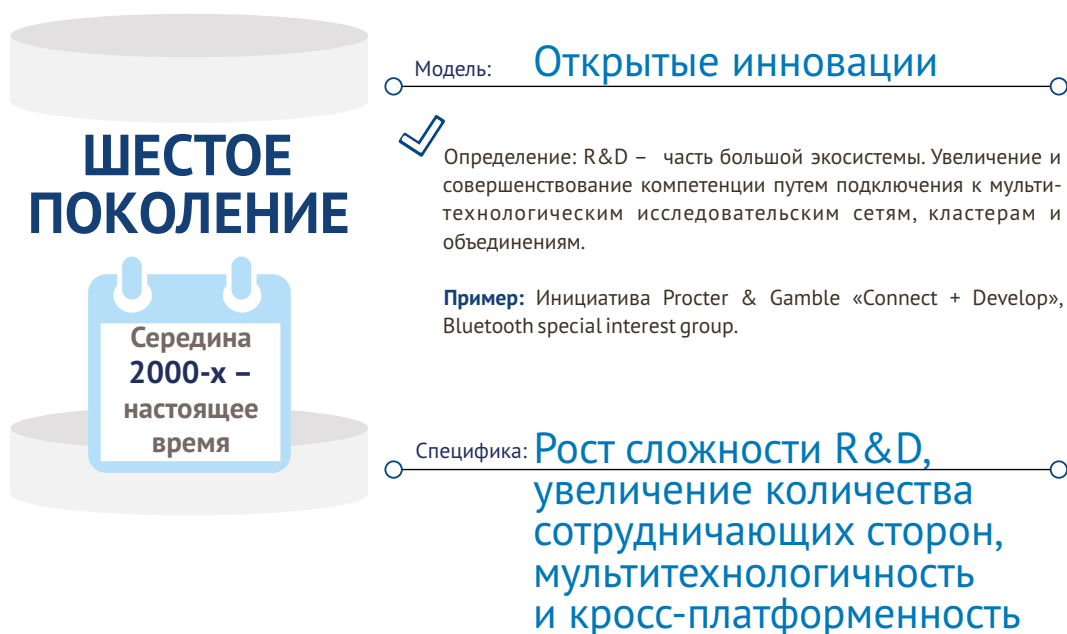 ШЕСТОЕ
ПОКОЛЕНИЕ
Середина
2000-х –
настоящее
время
Модель: Открытые инновации
Определение: R&D – часть большой экосистемы. Увеличение и
совершенствование компетенции путем подключения к мульти-
технологическим исследовательским сетям, кластерам и
объединениям.
Пример: Инициатива Procter & Gamble «Connect + Develop»,
Bluetooth special interest group.
Специфика: Рост сложности R&D,
увеличение количества
сотрудничающих сторон,
мультитехнологичность
и кросс-платформенность